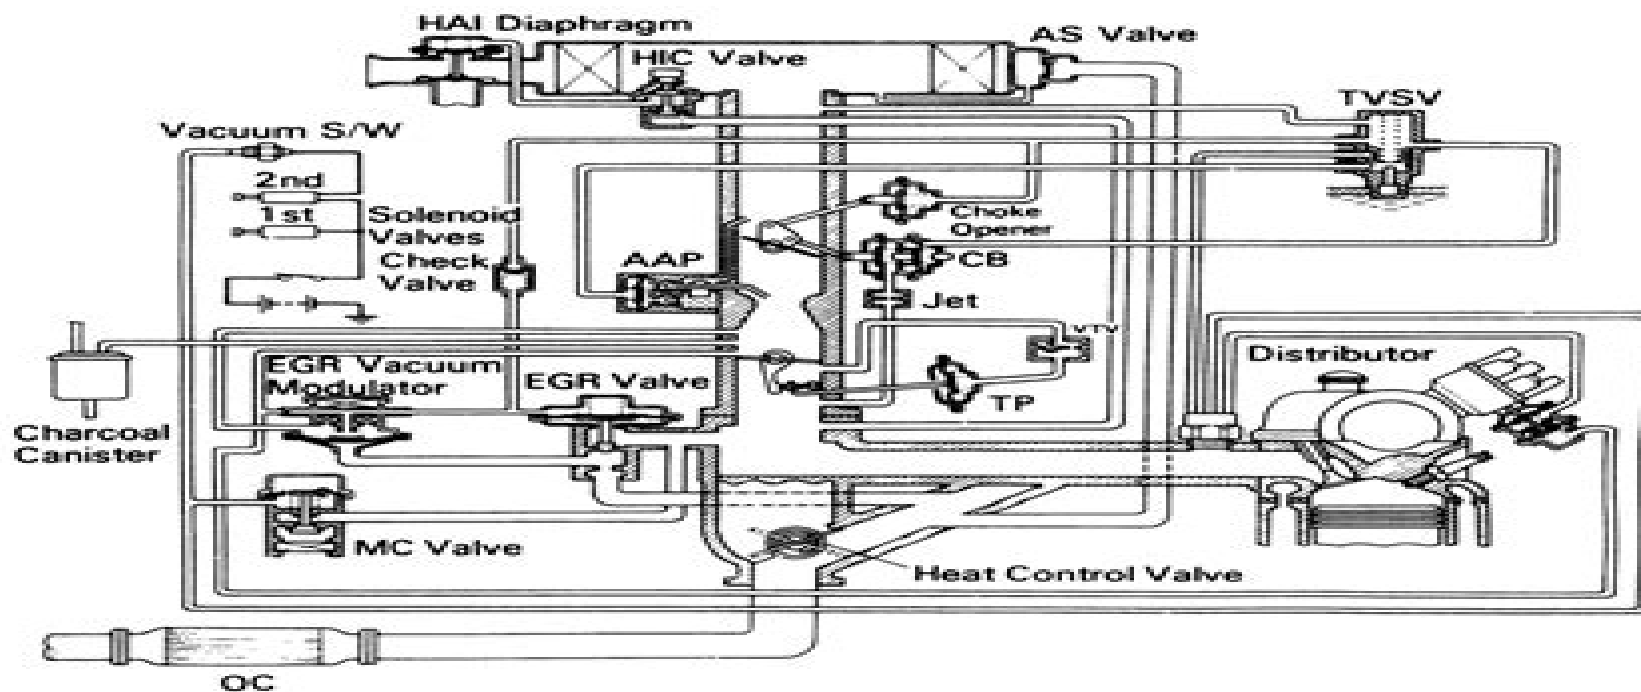 HAI Diaphragm
AS Valve
HIC Valve
TVSV
Vacuum S/W
2nd
1st
Solenoid
Valves
Choke
Opener
Check
Valve
AAP
CB
Jet
VTV
EGR Vacuum
Modulator
EGR Valve
Distributor
TP
Charcoal
Canister
MC Valve
Heat Control Valve
OC